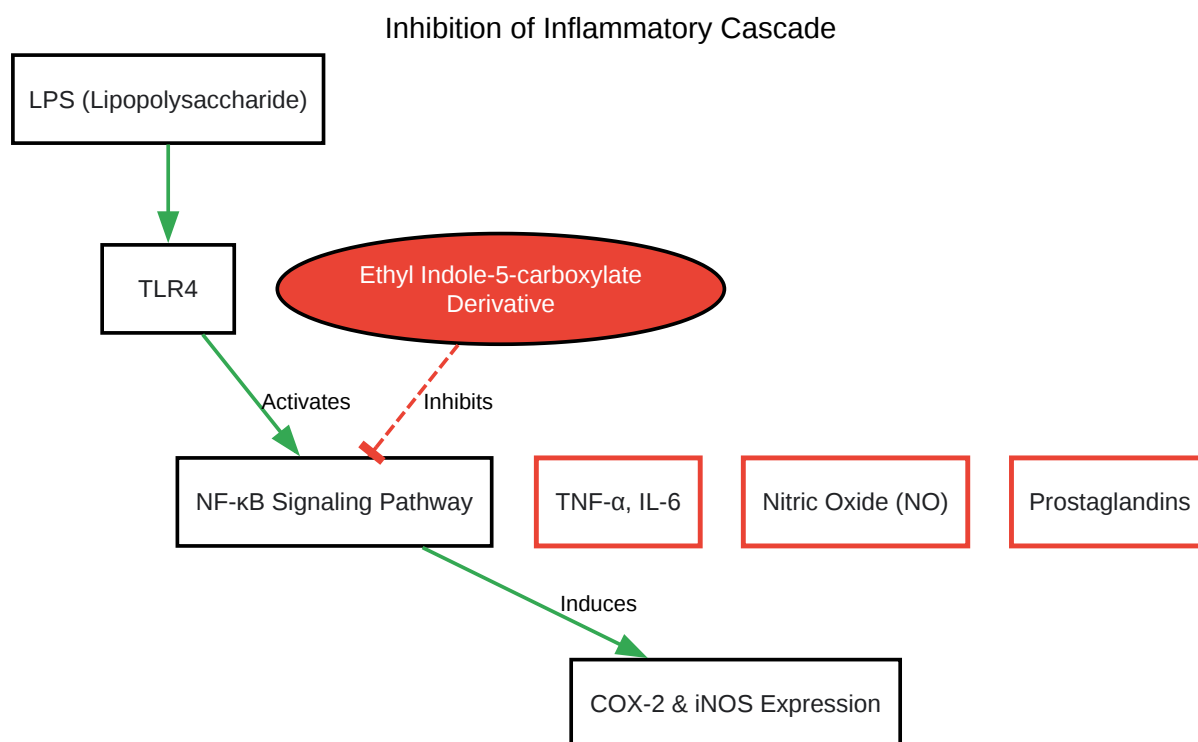 Inhibition of Inflammatory Cascade
LPS (Lipopolysaccharide)
TLR4
Ethyl Indole-5-carboxylate
Derivative
Activates
Inhibits
NF-κB Signaling Pathway
TNF-α, IL-6
Nitric Oxide (NO)
Prostaglandins
Induces
COX-2 & iNOS Expression